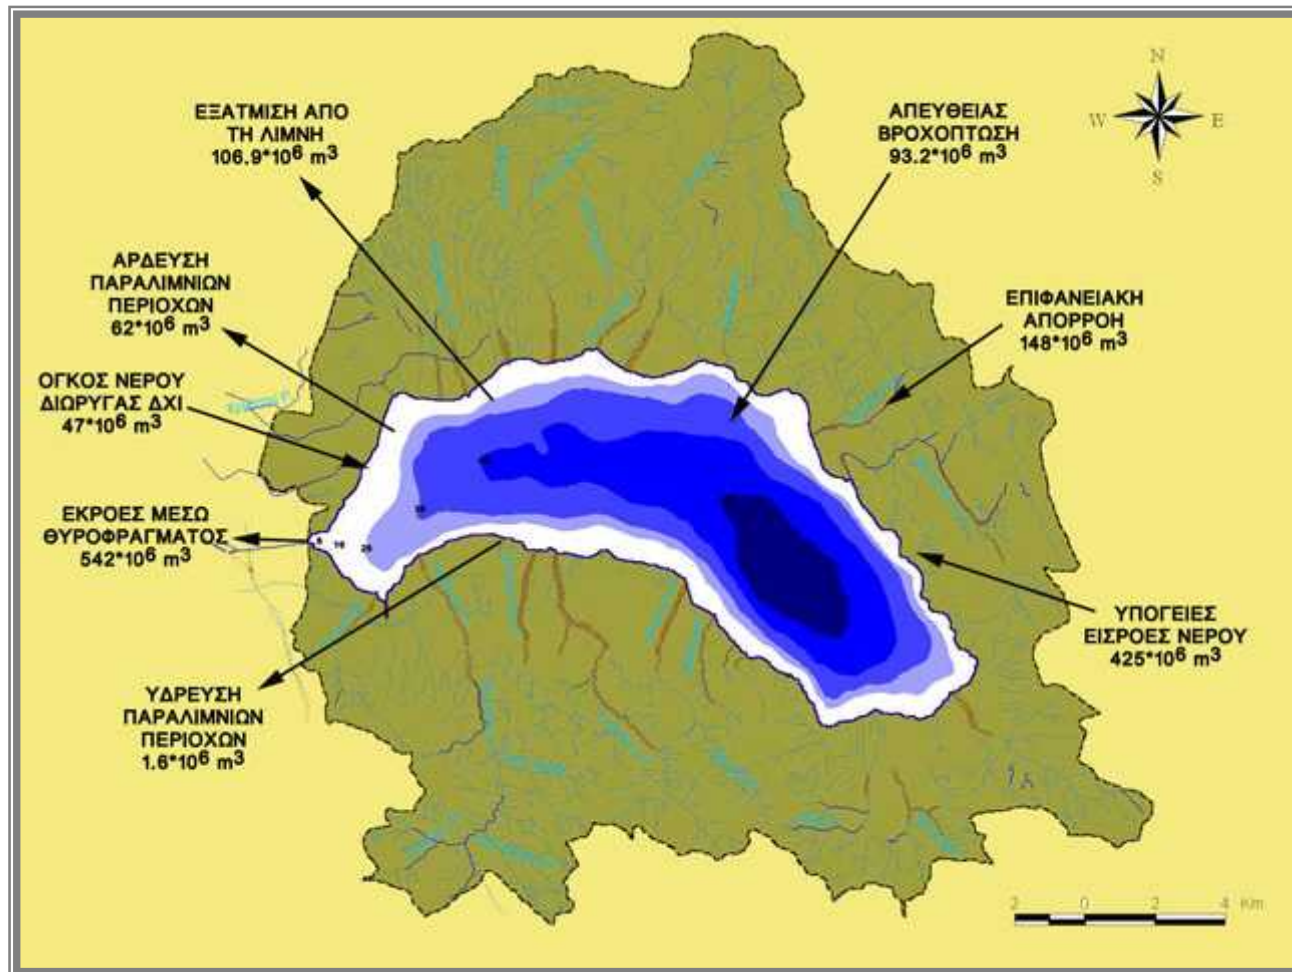 N
W
E
S
ΕΞΑΤΜΙΣΗ ΑΠΟ
ΤΗ ΛΙΜΝΗ
106.9*10⁶ m³
ΑΠΕΥΘΕΙΑΣ
ΒΡΟΧΟΠΤΩΣΗ
93.2*10⁶ m³
ΑΡΔΕΥΣΗ
ΠΑΡΑΛΙΜΝΙΩΝ
ΠΕΡΙΟΧΩΝ
62*10⁶ m³
ΕΠΙΦΑΝΕΙΑΚΗ
ΑΠΟΡΡΟΗ
148*10⁶ m³
ΟΓΚΟΣ ΝΕΡΟΥ
ΔΙΩΡΥΓΑΣ ΔΧΙ
47*10⁶ m³
ΕΚΡΟΕΣ ΜΕΣΩ
ΘΥΡΟΦΡΑΓΜΑΤΟΣ
542*10⁶ m³
ΥΠΟΓΕΙΕΣ
ΕΙΣΡΟΕΣ ΝΕΡΟΥ
425*10⁶ m³
ΥΔΡΕΥΣΗ
ΠΑΡΑΛΙΜΝΙΩΝ
ΠΕΡΙΟΧΩΝ
1.6*10⁶ m³
2 0 2 4 Km